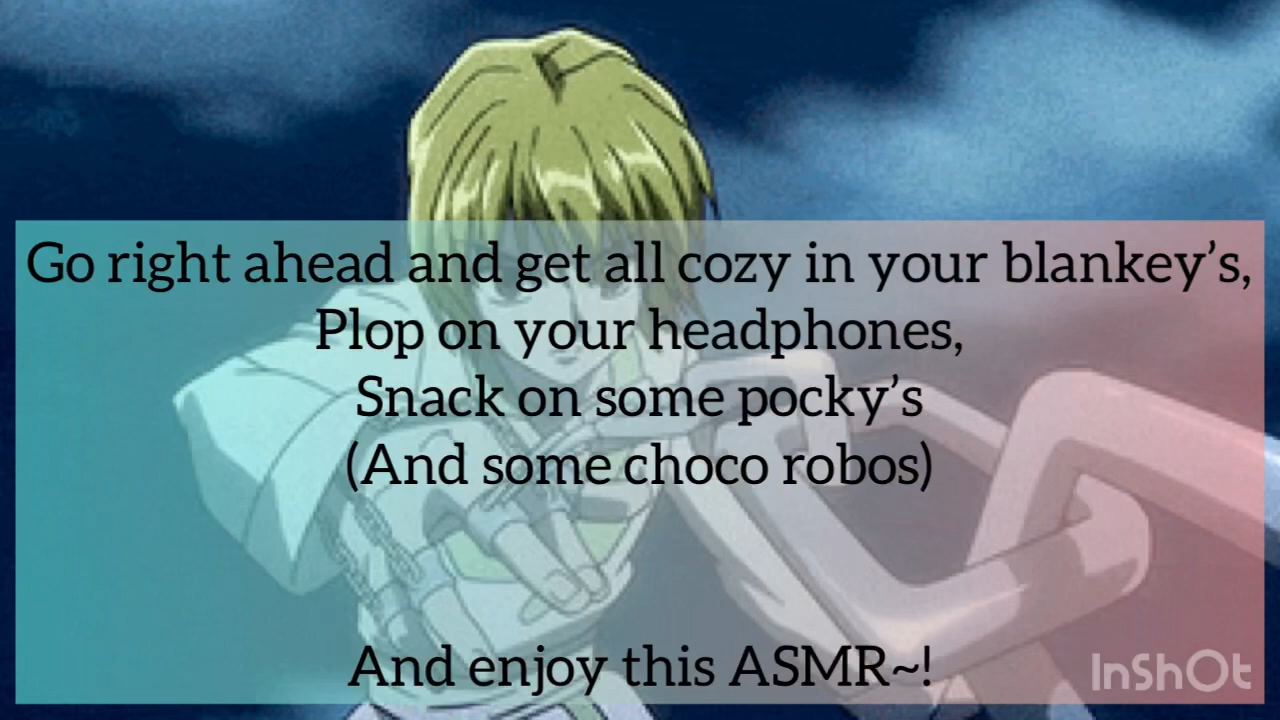 Go right ahead and get all cozy in your blankey’s,
Plop on your headphones,
Snack on some pocky’s
(And some choco robos)
And enjoy this ASMR~!
InShOt